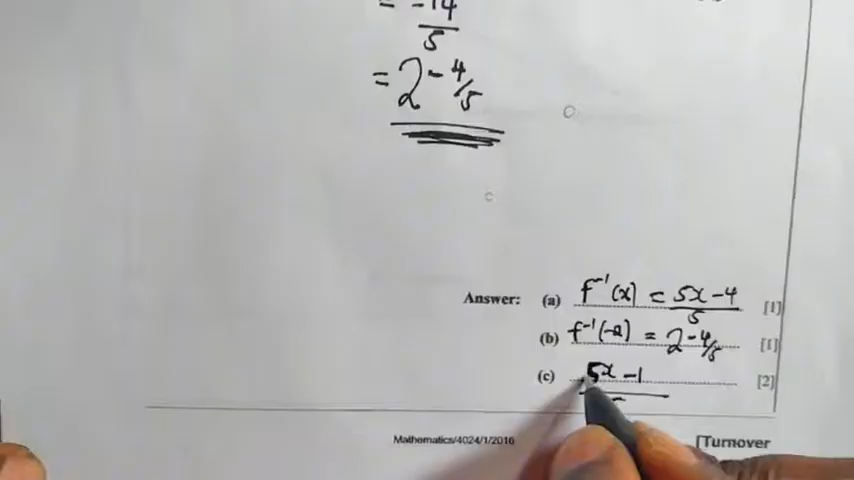 = -14/5
= 2 - 4/5
Answer: (a) f⁻¹(x) = 5x-4/5 [1]
(b) f⁻¹(-2) = 2-4/5 [1]
(c) 5x-1 [2]
Mathematics/4024/1/2016
[Turnover